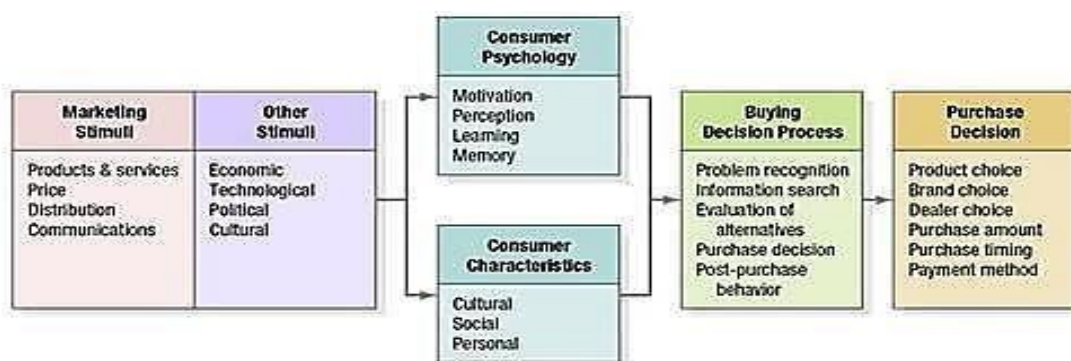 Marketing
Stimuli
Products & services
Price
Distribution
Communications
Other
Stimuli
Economic
Technological
Political
Cultural
Consumer
Psychology
Motivation
Perception
Learning
Memory
Consumer
Characteristics
Cultural
Social
Personal
Buying
Decision Process
Problem recognition
Information search
Evaluation of
alternatives
Purchase decision
Post-purchase
behavior
Purchase
Decision
Product choice
Brand choice
Dealer choice
Purchase amount
Purchase timing
Payment method